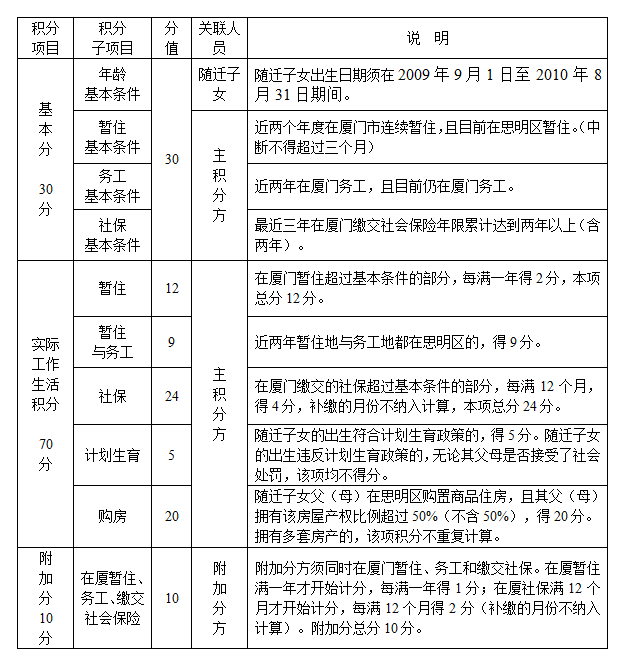 积分
项目
积分
子项目
分
值
关联人
员
说 明
基
本
分
30
分
年龄
基本条件
30
随迁子
女
随迁子女出生日期须在 2009 年 9 月 1 日至 2010 年 8
月 31 日期间。
暂住
基本条件
主
积
分
方
近两个年度在厦门市连续暂住,且目前在思明区暂住。(中
断不得超过三个月)
务工
基本条件
近两年在厦门务工，且目前仍在厦门务工。
社保
基本条件
最近三年在厦门缴交社会保险年限累计达到两年以上(含
两年)。
实际
工作
生活
积分
70
分
暂住
12
主
积
分
方
在厦门暂住超过基本条件的部分，每满一年得 2 分，本项
总分 12 分。
暂住
与务工
9
近两年暂住地与务工地都在思明区的，得 9 分。
社保
24
在厦门缴交的社保超过基本条件的部分，每满 12 个月，
得 4 分，补缴的月份不纳入计算，本项总分 24 分。
计划生育
5
随迁子女的出生符合计划生育政策的，得 5 分。随迁子女
的出生违反计划生育政策的，无论其父母是否接受了社会
处罚，该项均不得分。
购房
20
随迁子女父（母）在思明区购置商品住房，且其父（母）
拥有该房屋产权比例超过 50%（不含 50%），得 20 分。
拥有多套房产的，该项积分不重复计算。
附
加
分
10
分
在厦暂住、
务工、缴交
社会保险
10
附
加
分
方
附加分方须同时在厦门暂住、务工和缴交社保。在厦暂住
满一年才开始计分，每满一年得 1 分；在厦社保满 12 个
月才开始计分，每满 12 个月得 2 分（补缴的月份不纳入
计算）。附加分总分 10 分。